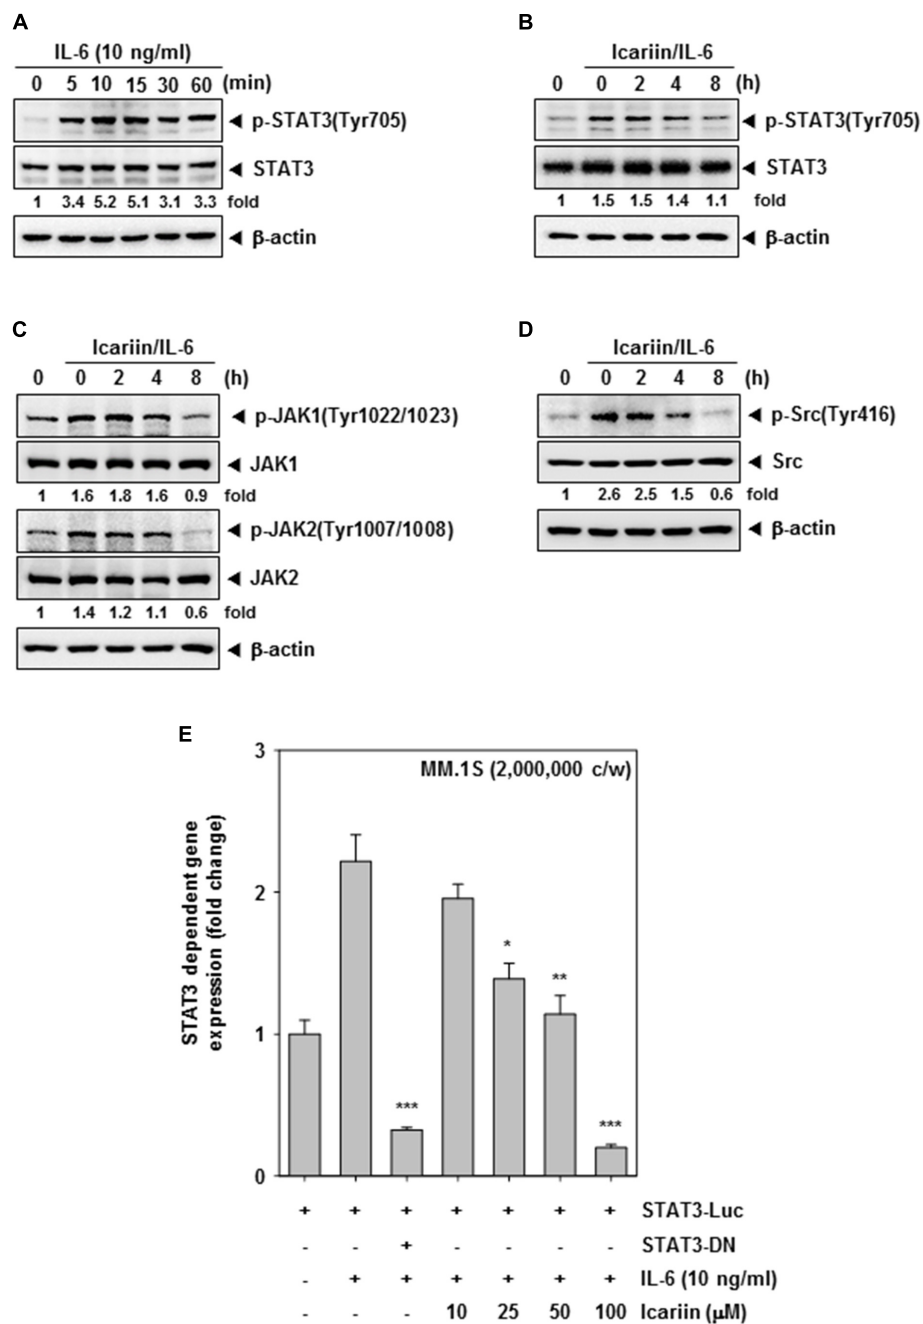 A
IL-6 (10 ng/ml)
0 5 10 15 30 60 (min)
p-STAT3(Tyr705)
STAT3
1 3.4 5.2 5.1 3.1 3.3 fold
β-actin
B
Icariin/IL-6
0 0 2 4 8 (h)
p-STAT3(Tyr705)
STAT3
1 1.5 1.5 1.4 1.1 fold
β-actin
C
Icariin/IL-6
0 0 2 4 8 (h)
p-JAK1(Tyr1022/1023)
JAK1
1 1.6 1.8 1.6 0.9 fold
p-JAK2(Tyr1007/1008)
JAK2
1 1.4 1.2 1.1 0.6 fold
β-actin
D
Icariin/IL-6
0 0 2 4 8 (h)
p-Src(Tyr416)
Src
1 2.6 2.5 1.5 0.6 fold
β-actin
E
STAT3 dependent gene
expression (fold change)
3
2
1
0
MM.1S (2,000,000 c/w)
*** * ** ***
+ + + + + + + STAT3-Luc
- - + - - - - STAT3-DN
- + + + + + + IL-6 (10 ng/ml)
- - - 10 25 50 100 Icariin (μM)